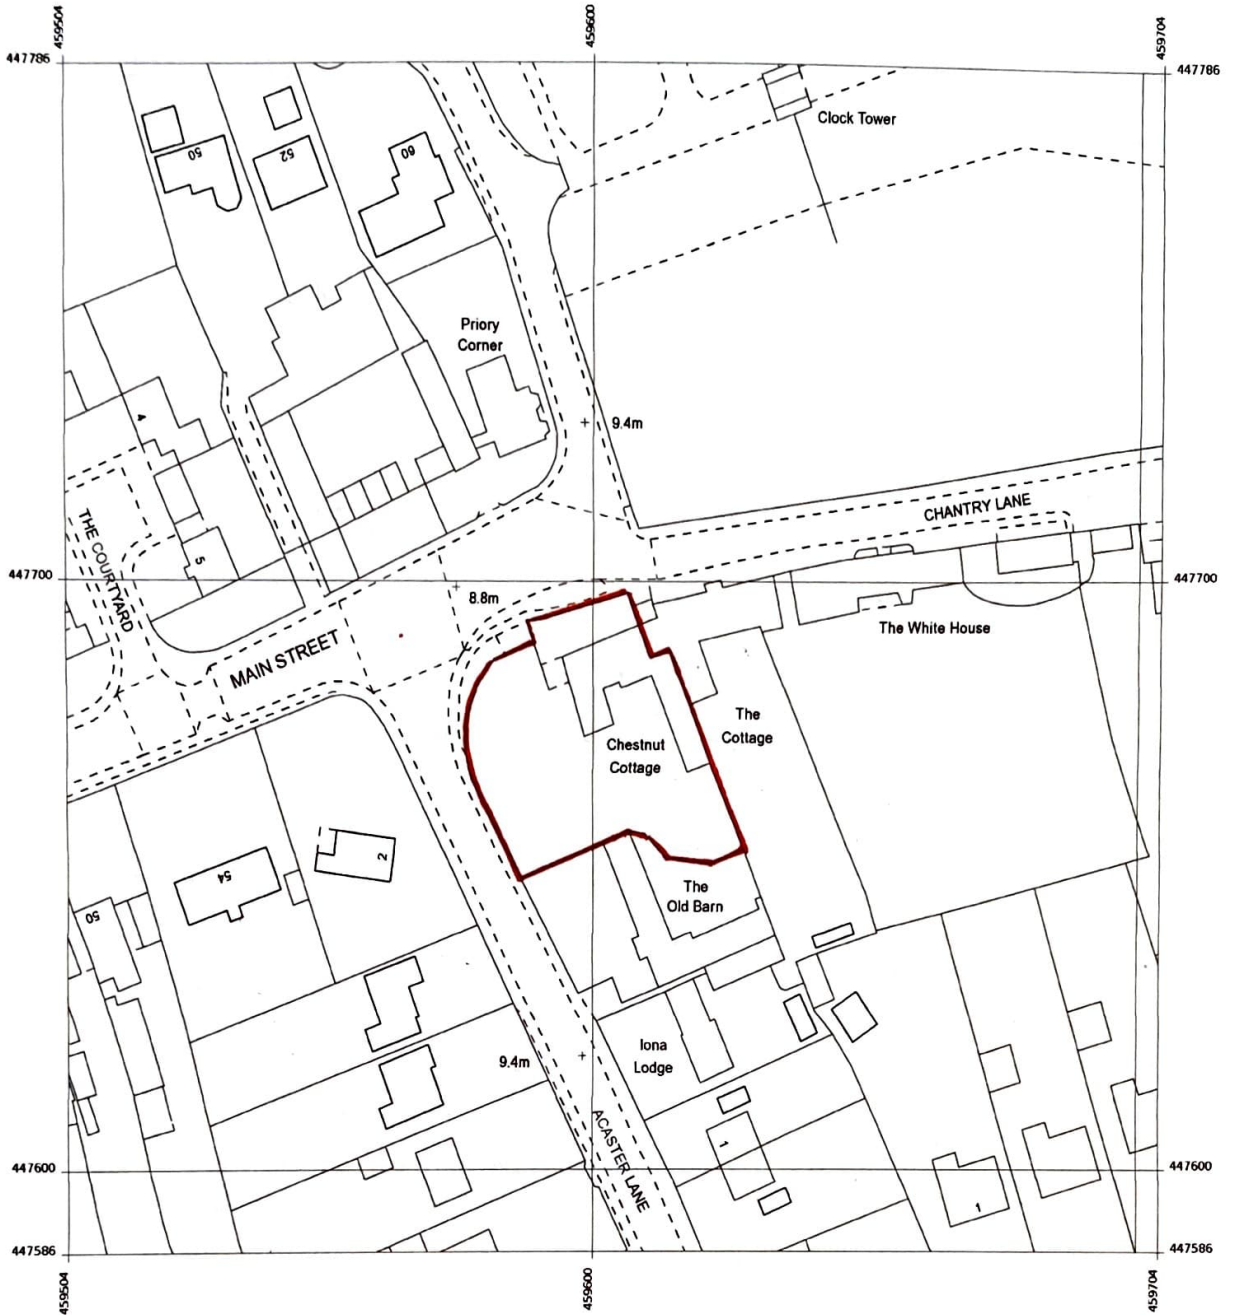 459504
459600
459704
447786
447786
Clock Tower
50
52
60
Priory
Corner
9.4m
4
CHANTRY LANE
THE COURTYARD
5
447700
447700
8.8m
The White House
MAIN STREET
The
Cottage
Chestnut
Cottage
2
54
The
Old Barn
50
Iona
Lodge
9.4m
ACASTER LANE
1
1
447600
447600
447586
447586
459504
459600
459704